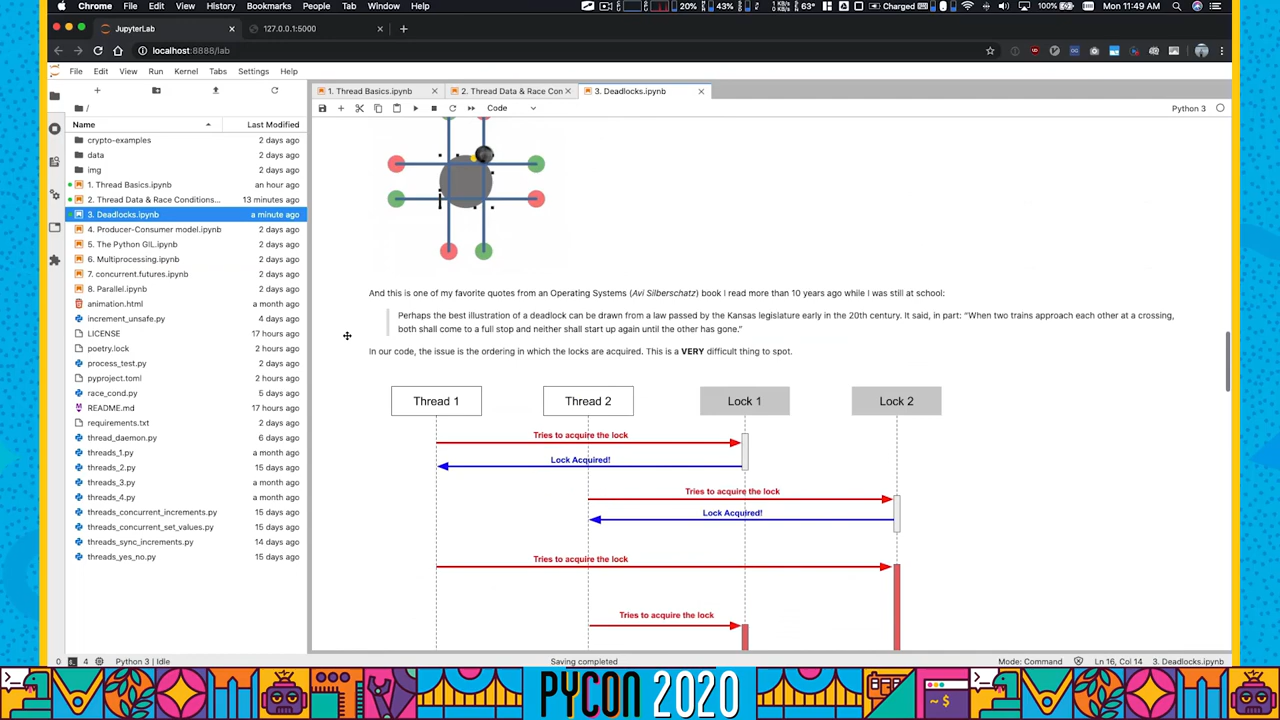 Chrome File Edit View History Bookmarks People Tab Window Help
20% 43% 63° Charged 100% Mon 11:49 AM
JupyterLab 127.0.0.1:5000
localhost:8888/lab
File Edit View Run Kernel Tabs Settings Help
1. Thread Basics.ipynb 2. Thread Data & Race Con 3. Deadlocks.ipynb
/
Code Python 3
Name Last Modified
crypto-examples 2 days ago
data 2 days ago
img 2 days ago
1. Thread Basics.ipynb an hour ago
2. Thread Data & Race Conditions... 13 minutes ago
3. Deadlocks.ipynb a minute ago
4. Producer-Consumer model.ipynb 2 days ago
5. The Python GIL.ipynb 2 days ago
6. Multiprocessing.ipynb 2 days ago
7. concurrent.futures.ipynb 2 days ago
8. Parallel.ipynb 2 days ago
animation.html a month ago
increment_unsafe.py 4 days ago
LICENSE 17 hours ago
poetry.lock 2 hours ago
process_test.py 2 days ago
pyproject.toml 2 hours ago
race_cond.py 5 days ago
README.md 17 hours ago
requirements.txt 2 days ago
thread_daemon.py 6 days ago
threads_1.py a month ago
threads_2.py 15 days ago
threads_3.py a month ago
threads_4.py a month ago
threads_concurrent_increments.py 15 days ago
threads_concurrent_set_values.py 15 days ago
threads_sync_increments.py 14 days ago
threads_yes_no.py 15 days ago
And this is one of my favorite quotes from an Operating Systems (Avi Silberschatz) book I read more than 10 years ago while I was still at school:
Perhaps the best illustration of a deadlock can be drawn from a law passed by the Kansas legislature early in the 20th century. It said, in part: “When two trains approach each other at a crossing,
both shall come to a full stop and neither shall start up again until the other has gone.”
In our code, the issue is the ordering in which the locks are acquired. This is a VERY difficult thing to spot.
Thread 1 Thread 2 Lock 1 Lock 2
Tries to acquire the lock
Lock Acquired!
Tries to acquire the lock
Lock Acquired!
Tries to acquire the lock
Tries to acquire the lock
0 4 Python 3 | Idle Saving completed Mode: Command Ln 16, Col 14 3. Deadlocks.ipynb
PYCON 2020
~ $